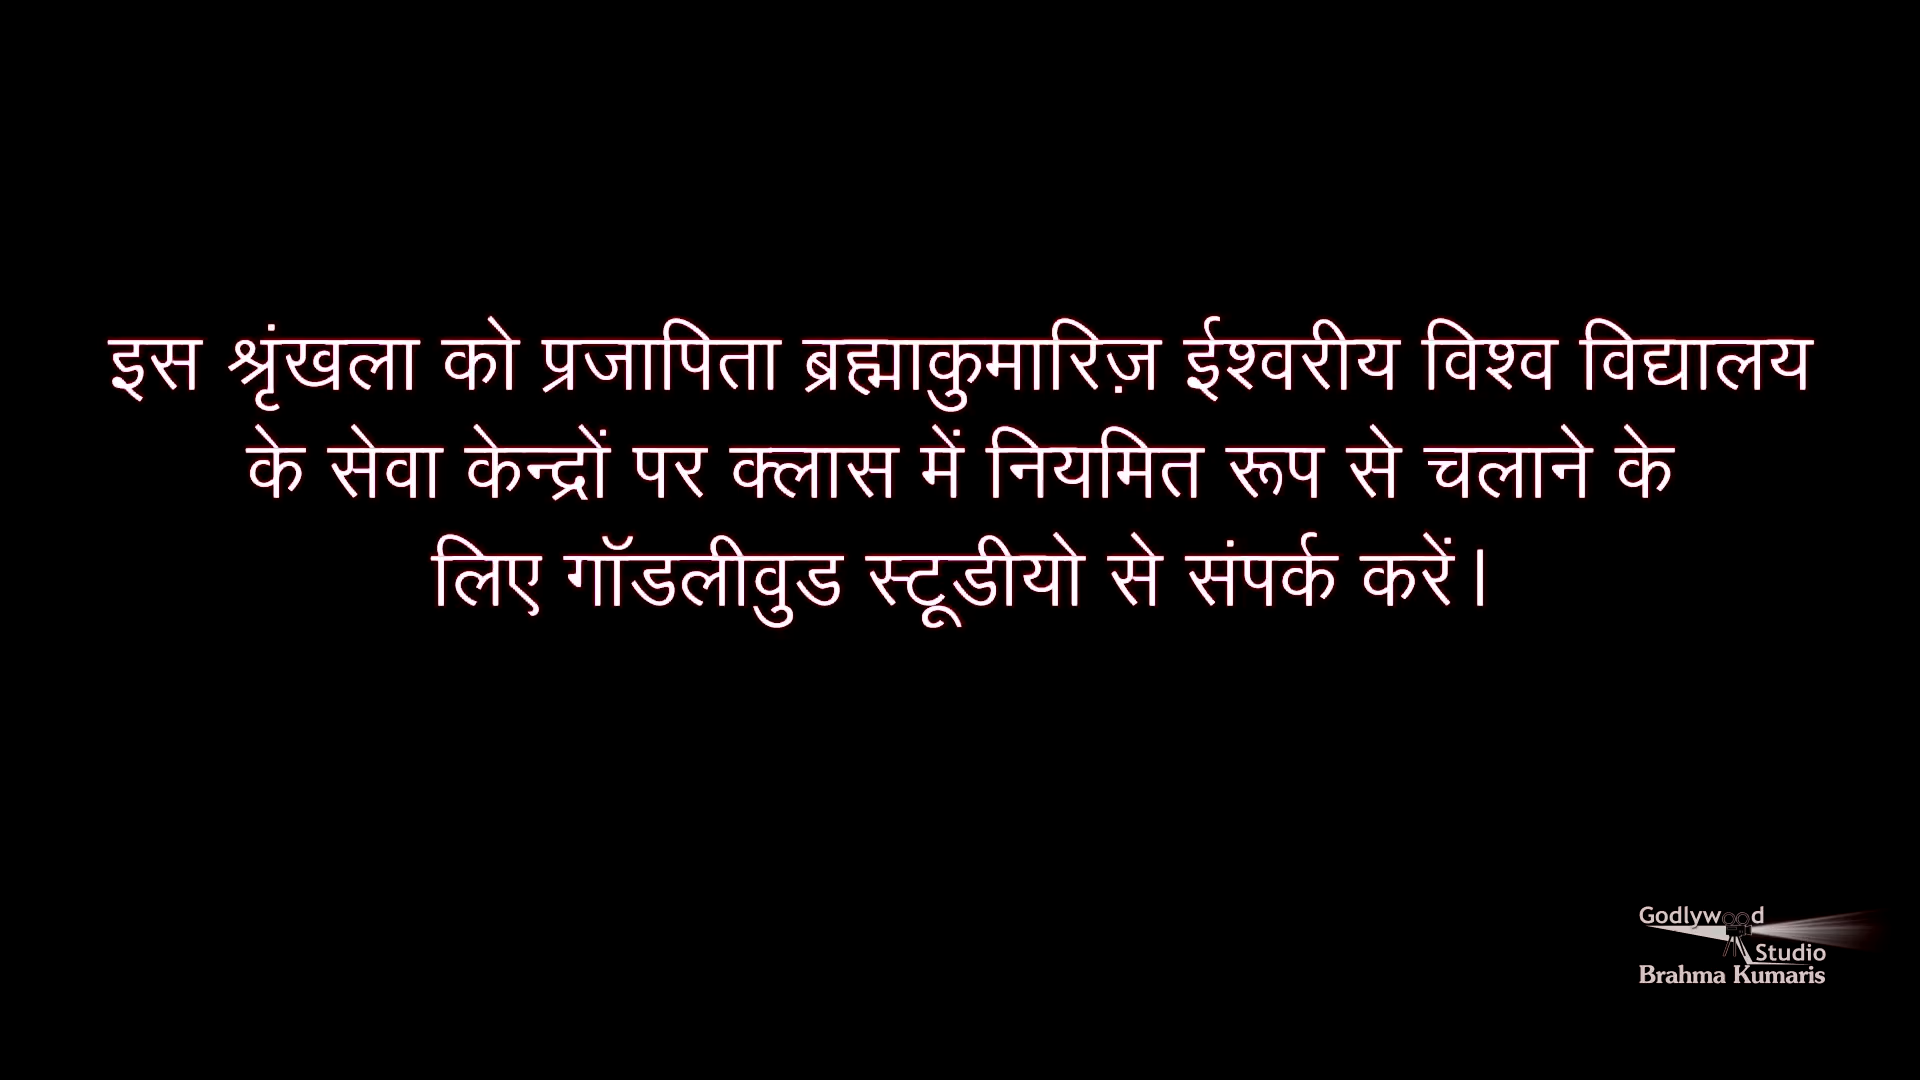 इस श्रृंखला को प्रजापिता ब्रह्माकुमारिज़ ईश्वरीय विश्व विद्यालय
के सेवा केन्द्रों पर क्लास में नियमित रूप से चलाने के
लिए गॉडलीवुड स्टूडीयो से संपर्क करें।
Godlywood
Studio
Brahma Kumaris